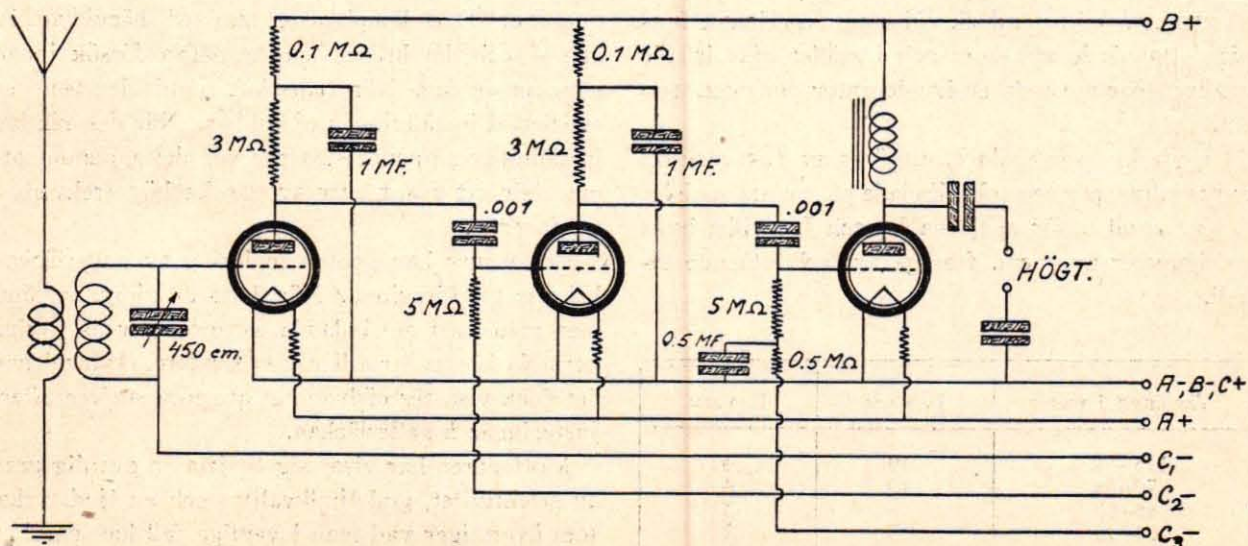 B+
0.1 MΩ
0.1 MΩ
3 MΩ
1 MF.
3 MΩ
1 MF.
.001
.001
HÖGT.
5 MΩ
5 MΩ
450 cm.
0.5 MF.
0.5 MΩ
A-, B-, C+
A+
C₁-
C₂-
C₃-